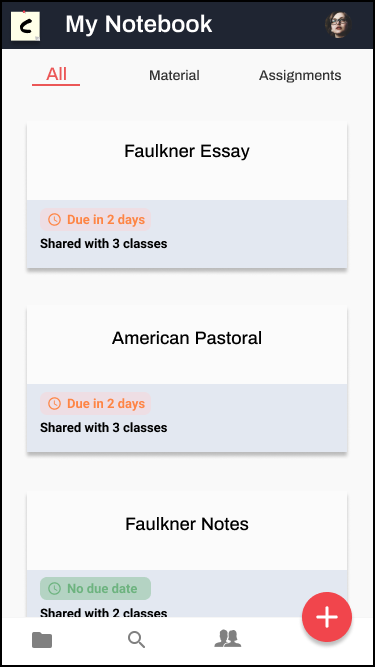 C
My Notebook
All
Material
Assignments
Faulkner Essay
Due in 2 days
Shared with 3 classes
American Pastoral
Due in 2 days
Shared with 3 classes
Faulkner Notes
No due date
Shared with 2 classes